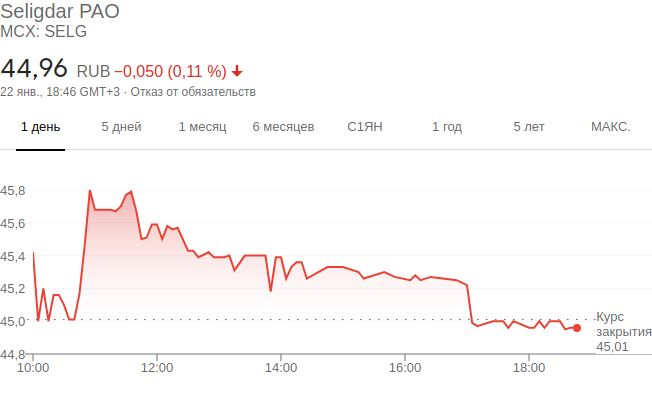 Seligdar PAO
MCX: SELG
44,96 RUB −0,050 (0,11 %)
22 янв., 18:46 GMT+3 · Отказ от обязательств
1 день 5 дней 1 месяц 6 месяцев С1ЯН 1 год 5 лет МАКС.
45,8
45,6
45,4
45,2
45,0
44,8
Курс
закрытия
45,01
10:00 12:00 14:00 16:00 18:00